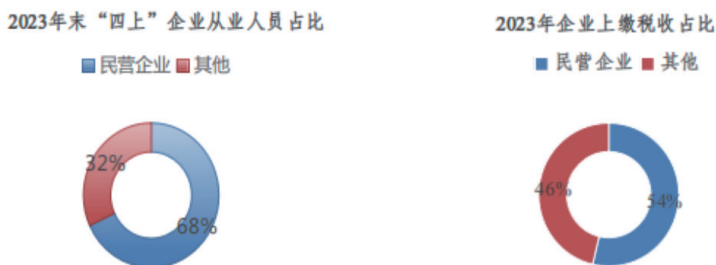 2023年末“四上”企业从业人员占比
民营企业 其他
32%
68%
2023年企业上缴税收占比
民营企业 其他
46%
54%